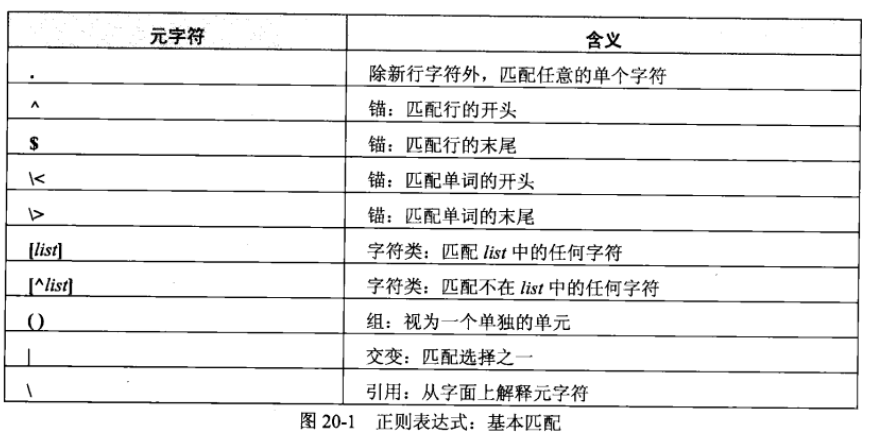 元字符 含义
. 除新行字符外，匹配任意的单个字符
^ 锚：匹配行的开头
$ 锚：匹配行的末尾
\< 锚：匹配单词的开头
\> 锚：匹配单词的末尾
[list] 字符类：匹配 list 中的任何字符
[^list] 字符类：匹配不在 list 中的任何字符
( ) 组：视为一个单独的单元
| 交变：匹配选择之一
\ 引用：从字面上解释元字符
图 20-1 正则表达式：基本匹配